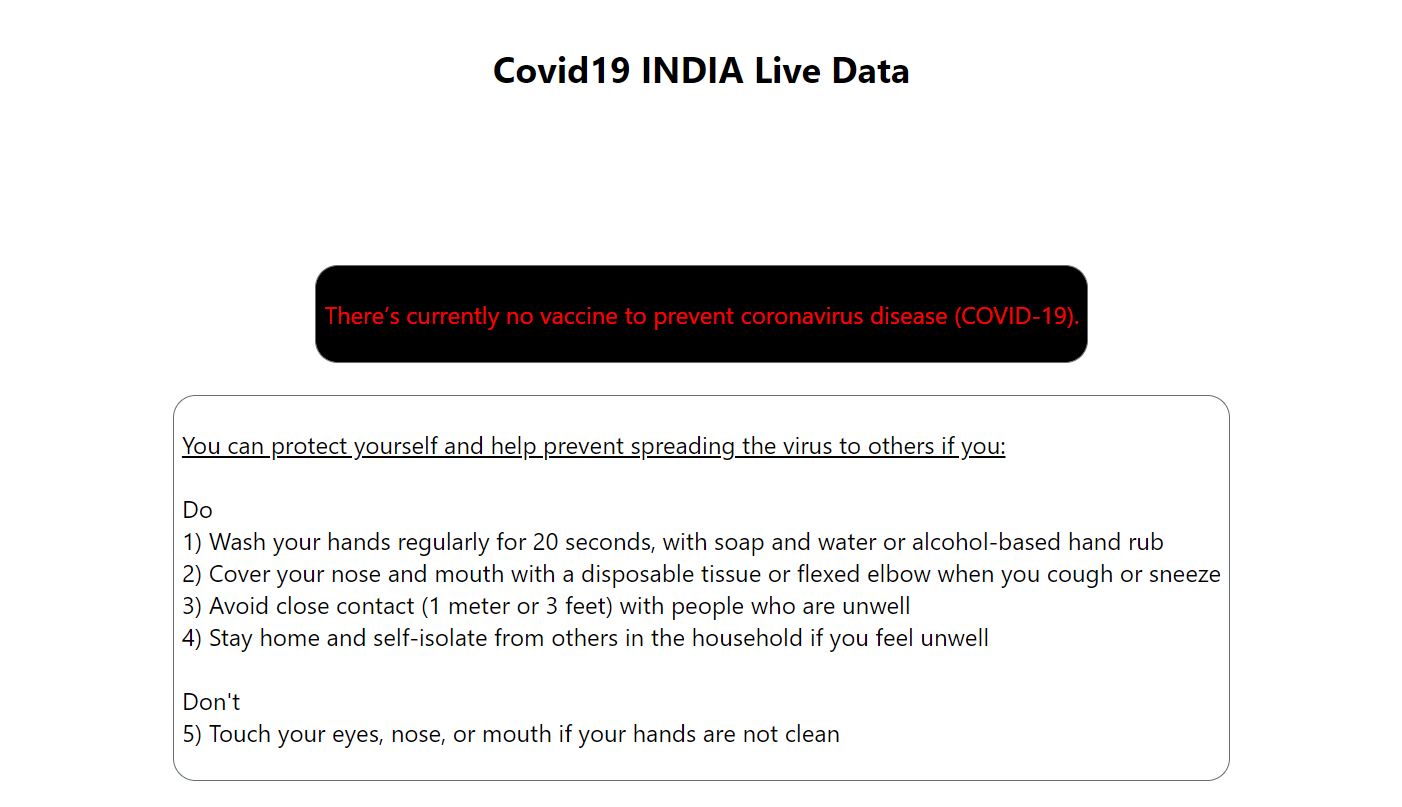 Covid19 INDIA Live Data
There's currently no vaccine to prevent coronavirus disease (COVID-19).
You can protect yourself and help prevent spreading the virus to others if you:
Do
1) Wash your hands regularly for 20 seconds, with soap and water or alcohol-based hand rub
2) Cover your nose and mouth with a disposable tissue or flexed elbow when you cough or sneeze
3) Avoid close contact (1 meter or 3 feet) with people who are unwell
4) Stay home and self-isolate from others in the household if you feel unwell
Don't
5) Touch your eyes, nose, or mouth if your hands are not clean